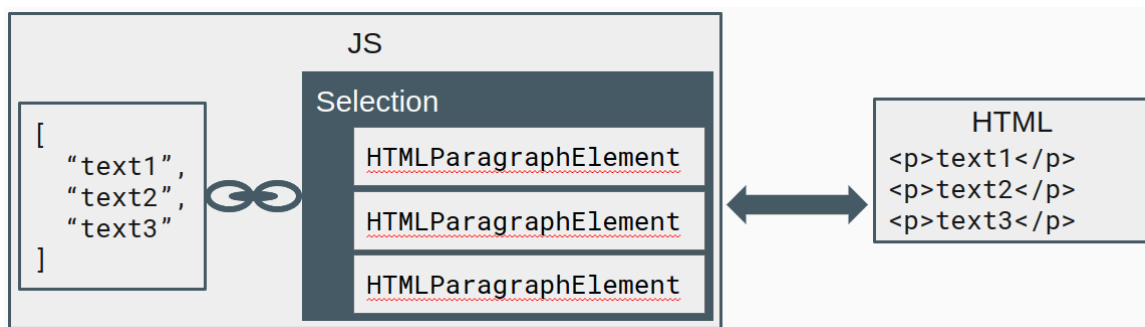 JS
[
“text1”,
“text2”,
“text3”
]
Selection
HTMLParagraphElement
HTMLParagraphElement
HTMLParagraphElement
HTML
<p>text1</p>
<p>text2</p>
<p>text3</p>